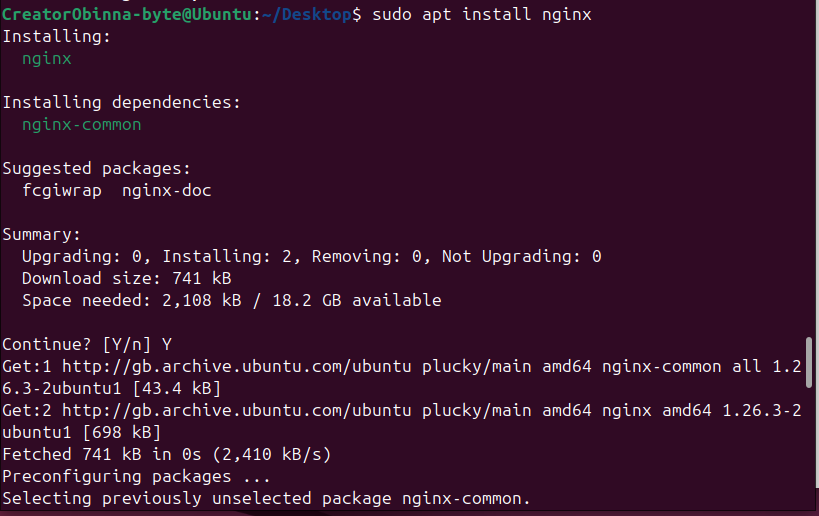 CreatorObinna-byte@Ubuntu:~/Desktop$ sudo apt install nginx
Installing:
  nginx

Installing dependencies:
  nginx-common

Suggested packages:
  fcgiwrap  nginx-doc

Summary:
  Upgrading: 0, Installing: 2, Removing: 0, Not Upgrading: 0
  Download size: 741 kB
  Space needed: 2,108 kB / 18.2 GB available

Continue? [Y/n] Y
Get:1 http://gb.archive.ubuntu.com/ubuntu plucky/main amd64 nginx-common all 1.2
6.3-2ubuntu1 [43.4 kB]
Get:2 http://gb.archive.ubuntu.com/ubuntu plucky/main amd64 nginx amd64 1.26.3-2
ubuntu1 [698 kB]
Fetched 741 kB in 0s (2,410 kB/s)
Preconfiguring packages ...
Selecting previously unselected package nginx-common.